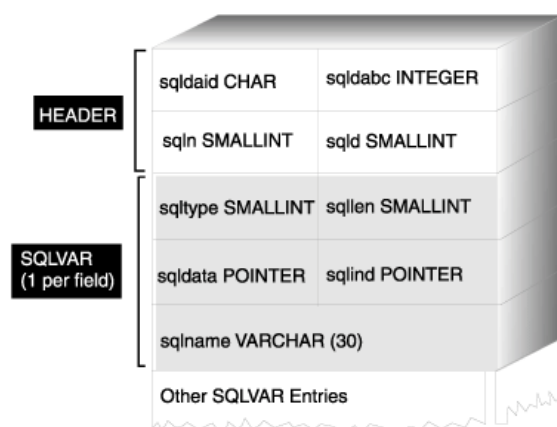 HEADER
sqldaid CHAR
sqldabc INTEGER
sqln SMALLINT
sqld SMALLINT
SQLVAR
(1 per field)
sqltype SMALLINT
sqllen SMALLINT
sqldata POINTER
sqlind POINTER
sqlname VARCHAR (30)
Other SQLVAR Entries